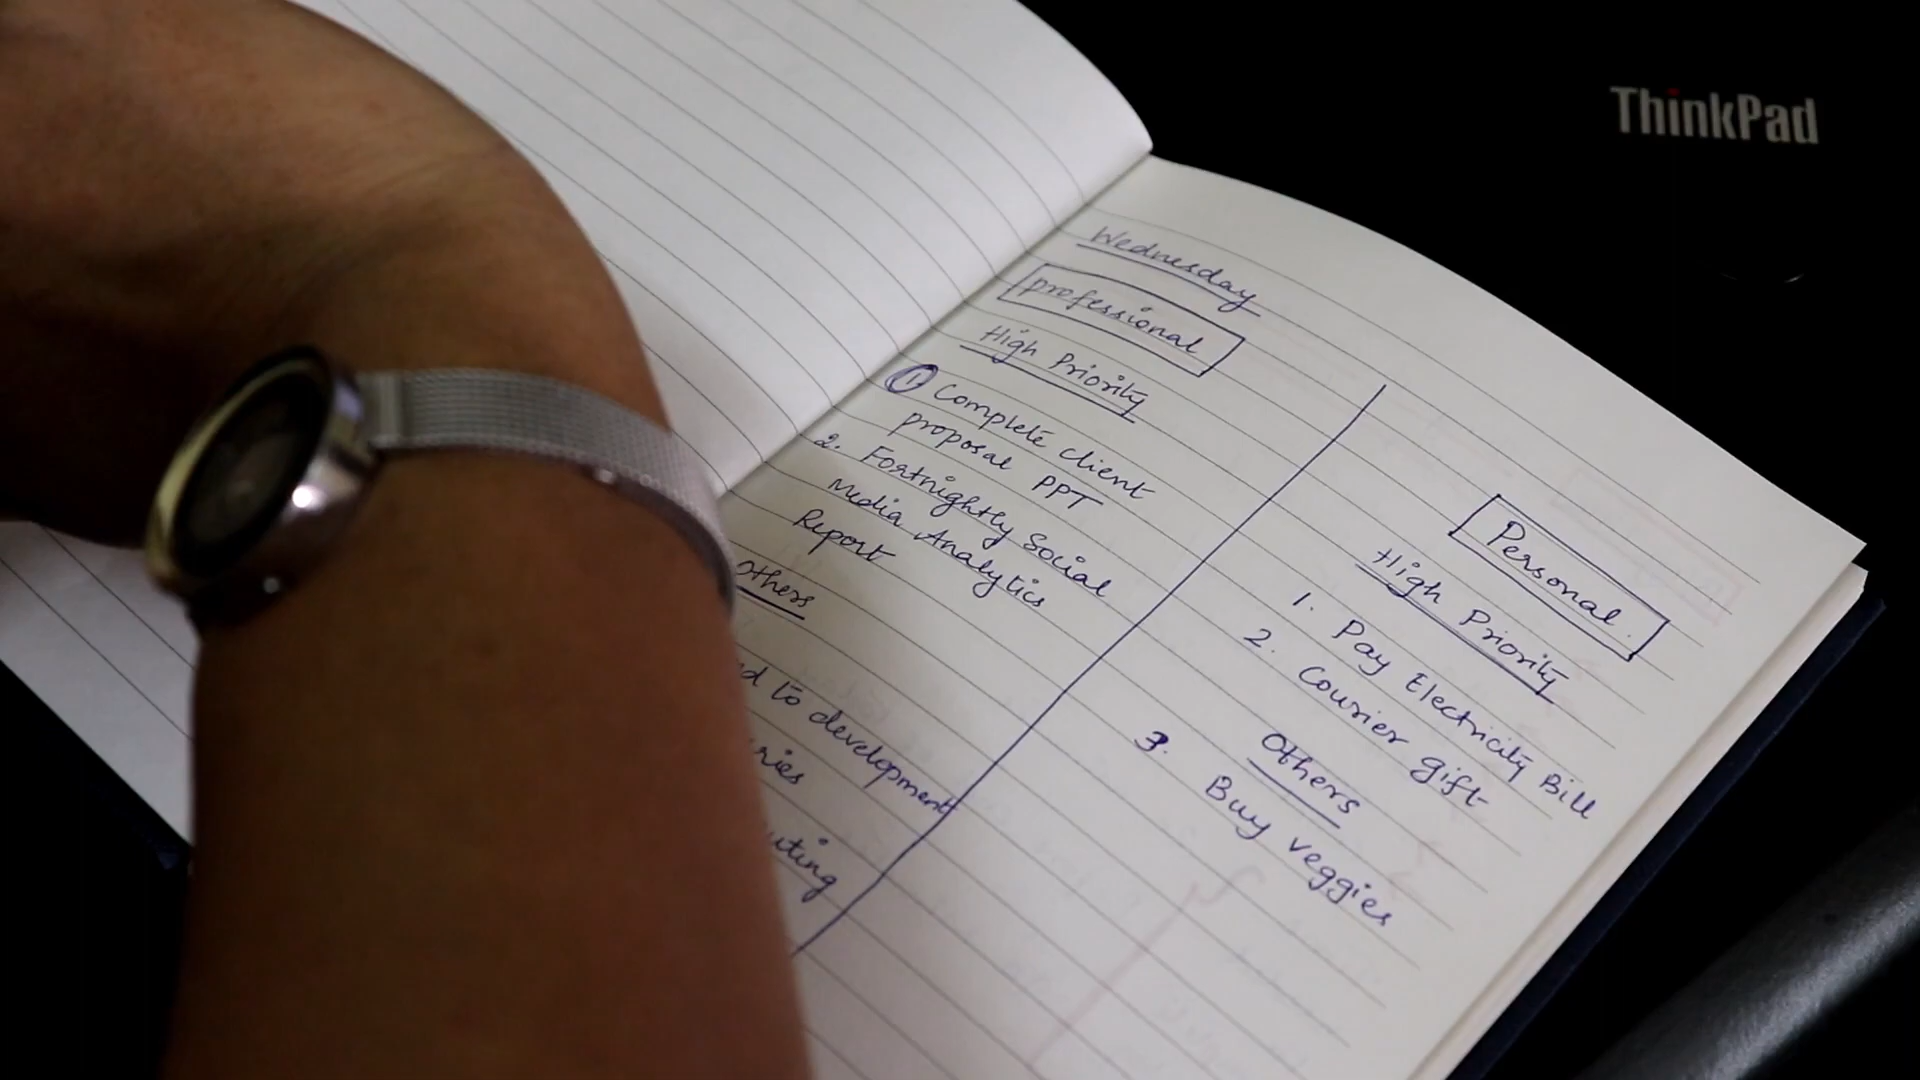 ThinkPad
Wednesday
Professional
High Priority
1 Complete client
proposal PPT
2. Fortnightly Social
Media Analytics
Report
Others
to development
Personal
High Priority
1. Pay Electricity Bill
2. Courier gift
Others
3. Buy veggies